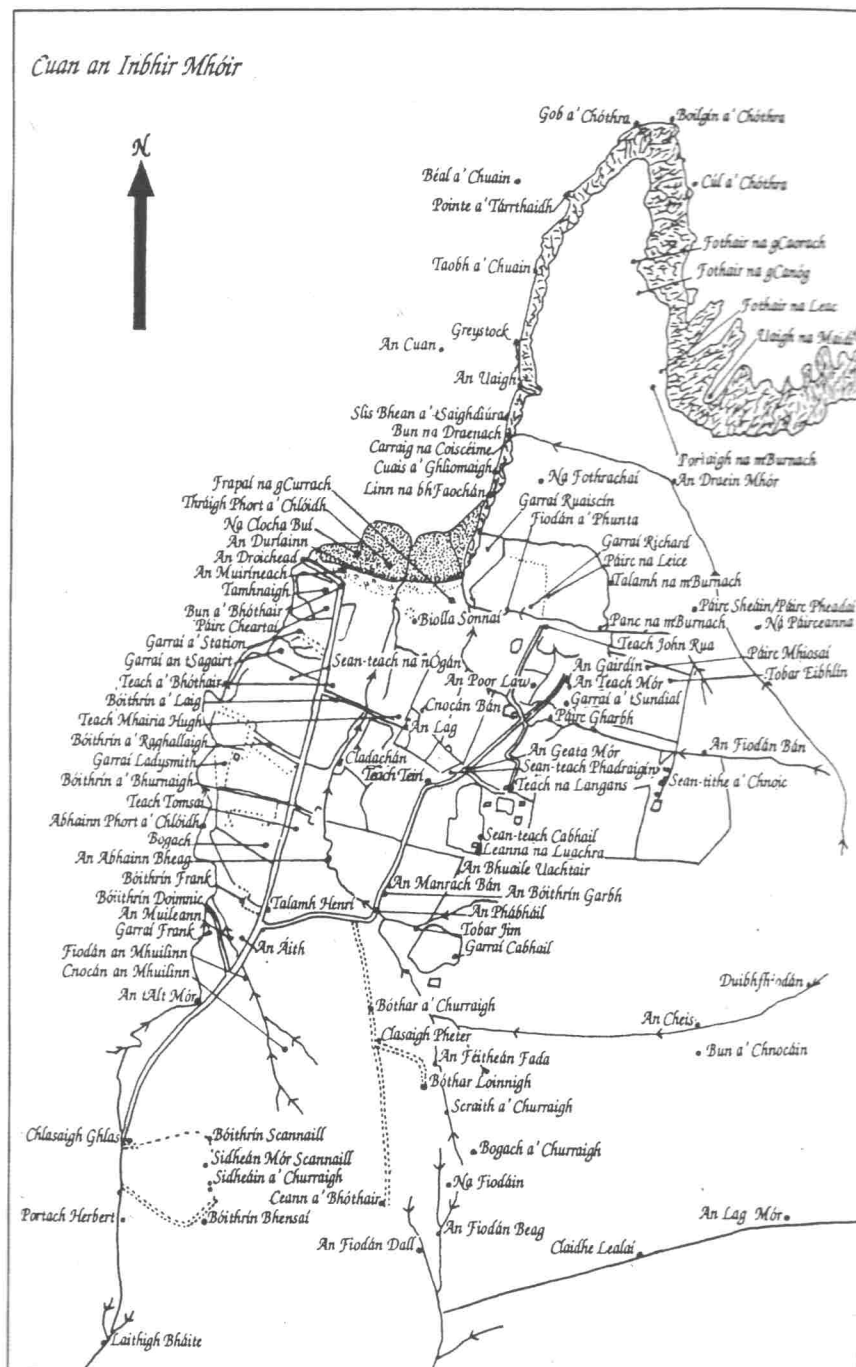 Cuan an Inbhir Mhóir
N
Gob a' Chóthra
Boilgín a' Chóthra
Béal a' Chuain
Cúl a' Chóthra
Pointe a' Tárrthaidh
Fothair na gCaorach
Taobh a' Chuain
Fothair na gCanóg
Fothair na Leac
Greystock
Uaigh na
An Cuan
An Uaigh
Slis Bhean a' tSaighdiúra
Bun na Draenach
Carraig na Coiscéime
Portaigh na mBurnach
Cuais a' Ghliomaigh
Na Fothrachaí
An Draein Mhór
Linn na bhFaochán
Frapaí na gCurrach
Garraí Ruaiscín
Thráigh Phort a' Chlóidh
Fiodán a' Phunta
Na Clocha Buí
Garraí Richard
An Durlainn
Páirc na Leice
An Droichead
Talamh na mBurnach
An Muirineach
Tamhnaigh
Páirc Sheáin/Páirc Pheadai
Bun a' Bhóthair
Biolla Sonnaí
Panc na mBurnach
Na Páirceanna
Páirc Cheartaí
Teach John Rua
Garraí a' Station
Páirc Mhiosaí
Garraí an tSagairt
Sean-teach na nÓgán
An Gairdín
Tobar Eibhlín
Teach a' Bhóthair
An Poor Law
An Teach Mór
Bóithrín a' Laig
Cnocán Bán
Garraí a' tSundial
Teach Mhairia Hugh
An Lag
Páirc Gharbh
Bóithrín a' Raghallaigh
An Geata Mór
An Fiodán Bán
Garraí Ladysmith
Cladachán
Sean-teach Phadraigín
Bóithrín a' Bhurnaigh
Teach Teirí
Teach na Langans
Sean-tithe a' Chnoic
Teach Tomsaí
Abhainn Phort a' Chlóidh
Sean-teach Cabhail
Bogach
Leanna na Luachra
An Abhainn Bheag
An Bhuaile Uachtair
Bóithrín Frank
An Manrach Bán
An Bóithrín Garbh
Bóithrín Doimnic
Talamh Henrí
An Phábháil
An Muileann
Tobar Jim
Garraí Frank
An Áith
Garraí Cabhail
Fiodán an Mhuilinn
Cnocán an Mhuilinn
Duibhfhiodán
An tAlt Mór
Bóthar a' Churraigh
An Cheis
Clasaigh Pheter
Bun a' Chnocáin
An Féitheán Fada
Bóthar Loinnigh
Scraith a' Churraigh
Chlasaigh Ghlas
Bóithrín Scannaill
Bogach a' Churraigh
Sidheán Mór Scannaill
Sidheáin a' Churraigh
Na Fiodáin
Ceann a' Bhóthair
Portach Herbert
Bóithrín Bhensaí
An Lag Mór
An Fiodán Beag
An Fiodán Dall
Claidhe Lealaí
Laithigh Bháite